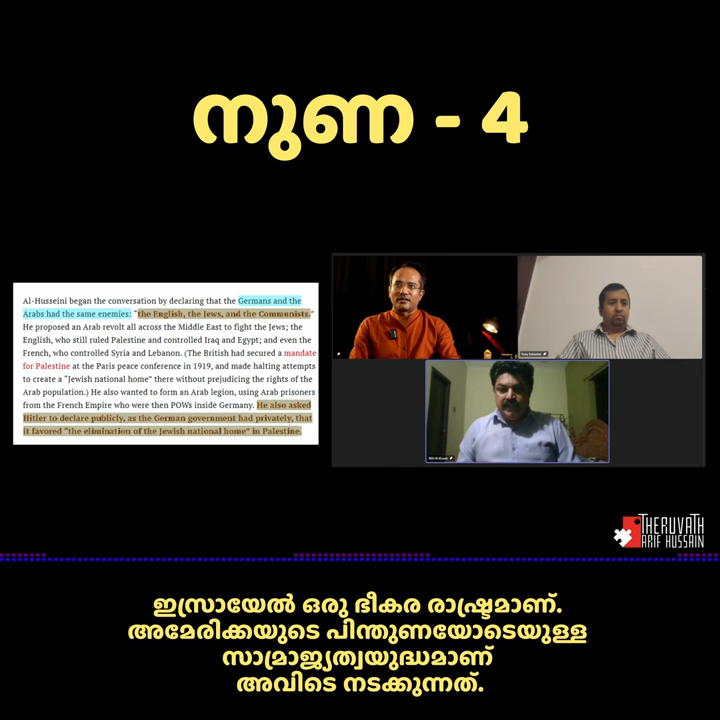 നുണ - 4
Al-Husseini began the conversation by declaring that the Germans and the
Arabs had the same enemies: “the English, the Jews, and the Communists.”
He proposed an Arab revolt all across the Middle East to fight the Jews; the
English, who still ruled Palestine and controlled Iraq and Egypt; and even the
French, who controlled Syria and Lebanon. (The British had secured a mandate
for Palestine at the Paris peace conference in 1919, and made halting attempts
to create a “Jewish national home” there without prejudicing the rights of the
Arab population.) He also wanted to form an Arab legion, using Arab prisoners
from the French Empire who were then POWs inside Germany. He also asked
Hitler to declare publicly, as the German government had privately, that
it favored “the elimination of the Jewish national home” in Palestine.
THERUVATH
ARIF HUSSAIN
ഇസ്രായേൽ ഒരു ഭീകര രാഷ്ട്രമാണ്.
അമേരിക്കയുടെ പിന്തുണയോടെയുള്ള
സാമ്രാജ്യത്വയുദ്ധമാണ്
അവിടെ നടക്കുന്നത്.